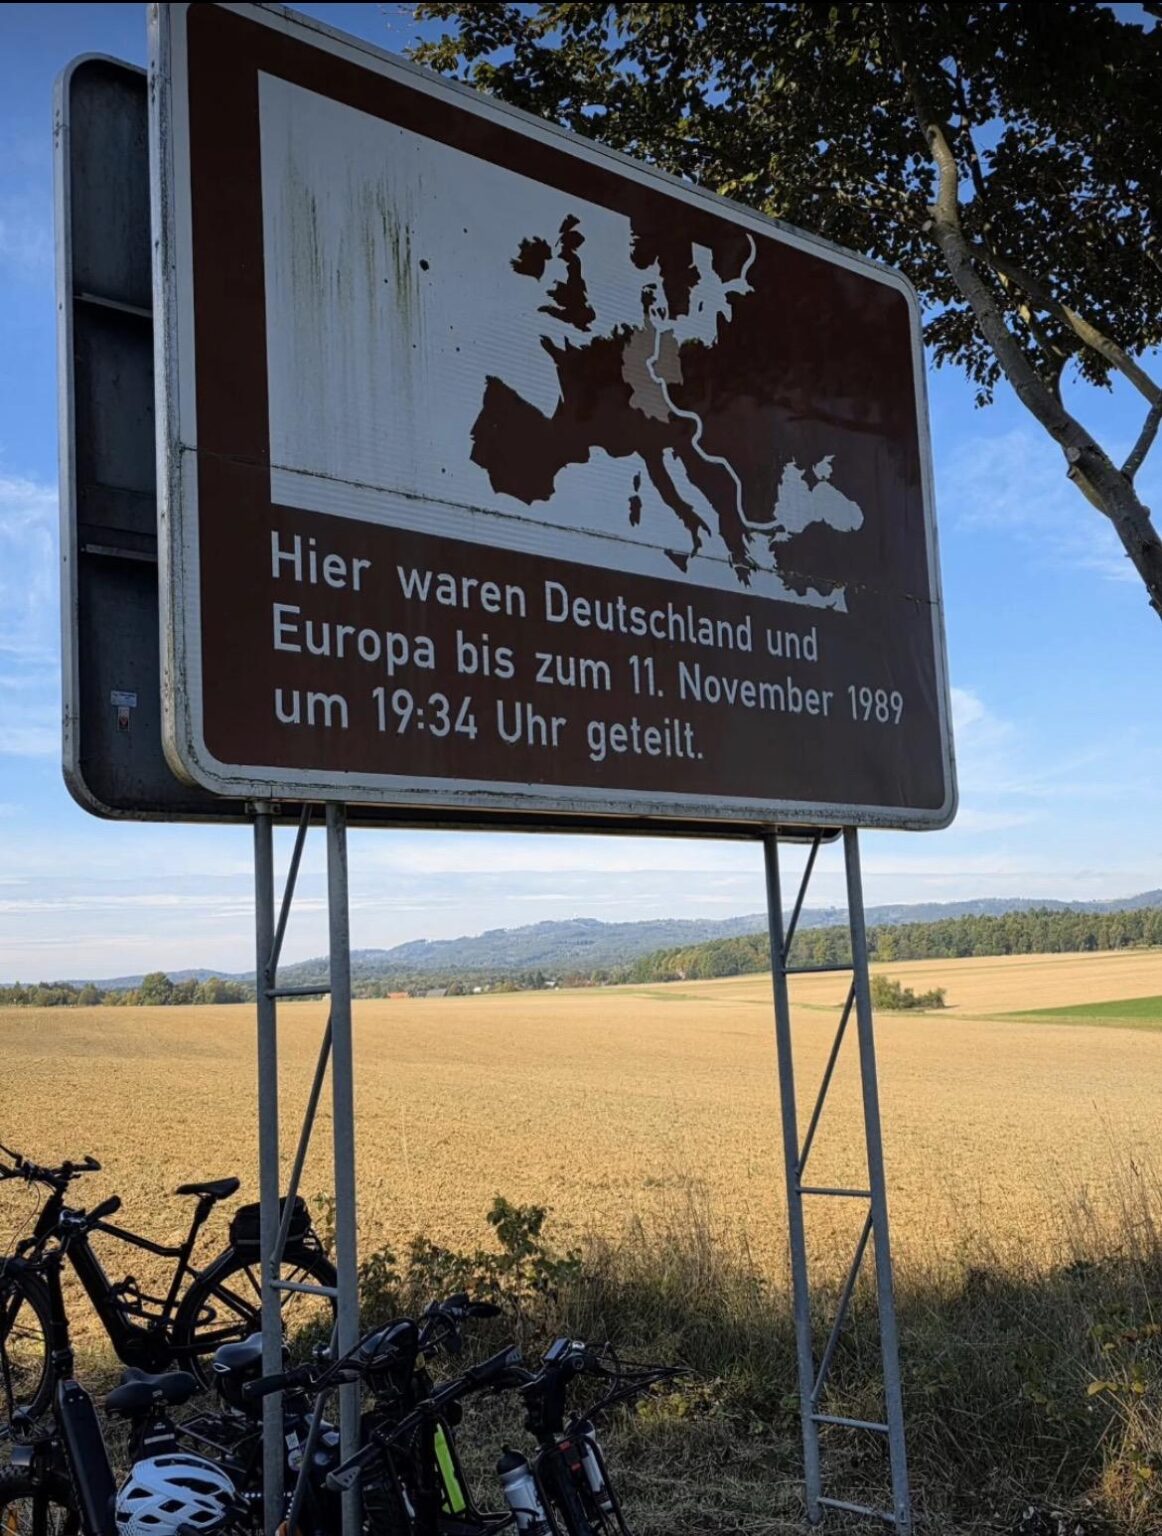 Hier waren Deutschland und
Europa bis zum 11. November 1989
um 19:34 Uhr geteilt.